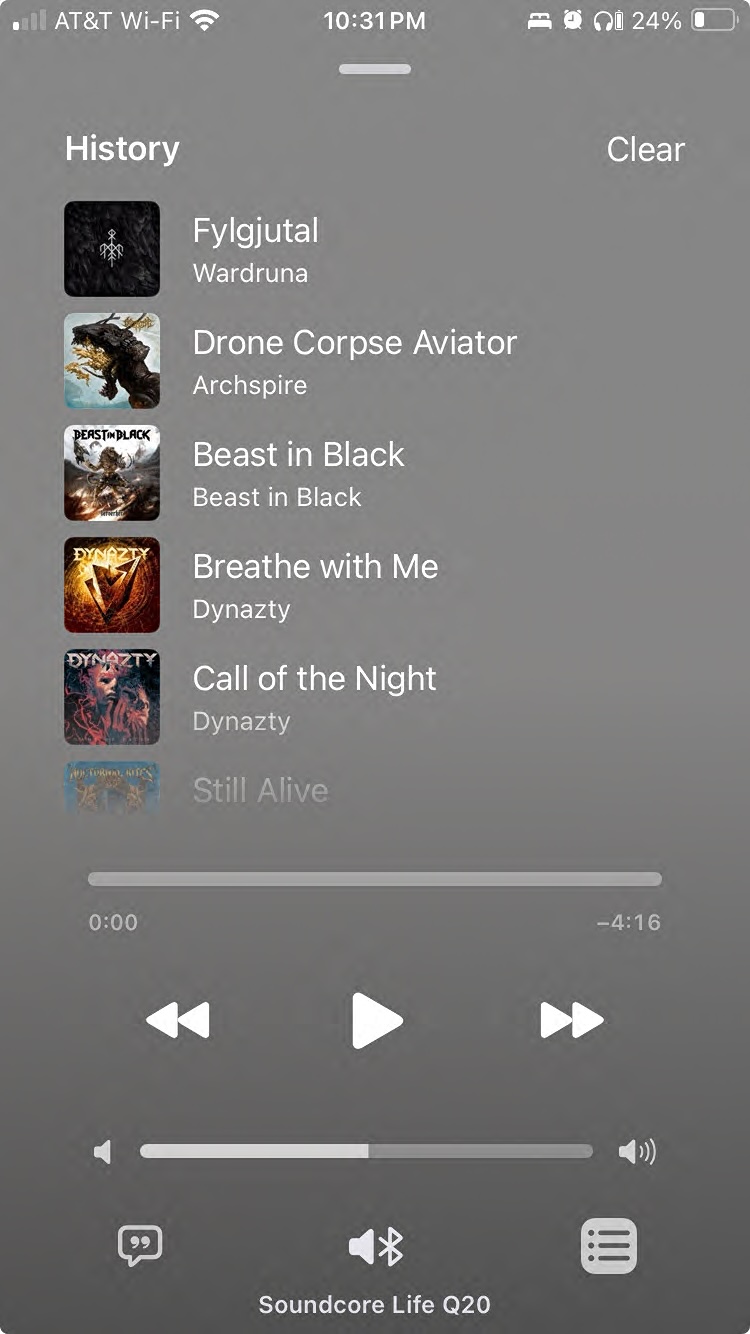 AT&T Wi-Fi 10:31 PM 24%
History Clear
Fylgjutal
Wardruna
Drone Corpse Aviator
Archspire
BEAST IN BLACK
Beast in Black
Beast in Black
DYNAZTY
Breathe with Me
Dynazty
DYNAZTY
Call of the Night
Dynazty
NOCTURNAL RITES
Still Alive
0:00 −4:16
Soundcore Life Q20